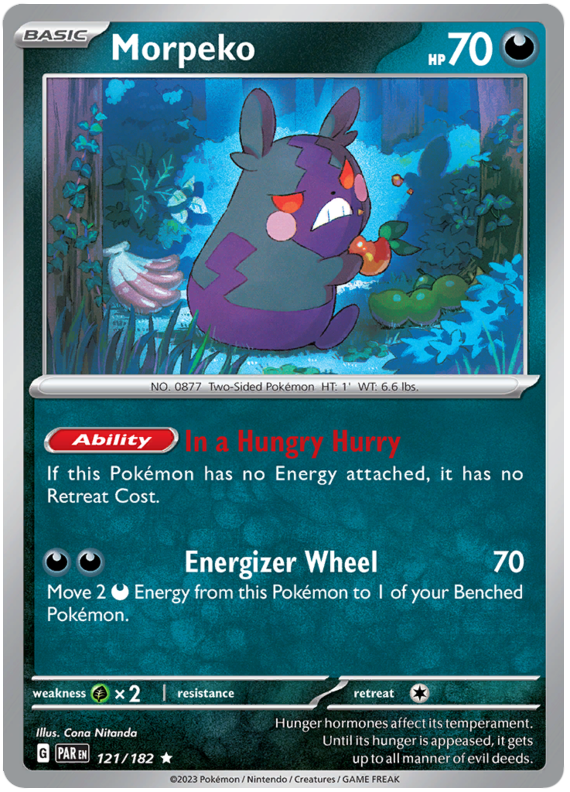 BASIC
Morpeko
HP 70
NO. 0877 Two-Sided Pokémon HT: 1' WT: 6.6 lbs.
Ability In a Hungry Hurry
If this Pokémon has no Energy attached, it has no
Retreat Cost.
Energizer Wheel 70
Move 2 Energy from this Pokémon to 1 of your Benched
Pokémon.
weakness ×2 resistance retreat
Illus. Cona Nitanda
G PAR EN 121/182 ★
Hunger hormones affect its temperament.
Until its hunger is appeased, it gets
up to all manner of evil deeds.
©2023 Pokémon / Nintendo / Creatures / GAME FREAK